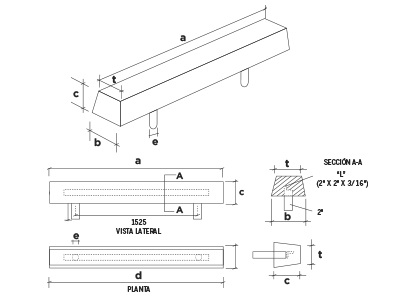 a
t
c
b
e
a
A
A
c
1525
VISTA LATERAL
t
SECCIÓN A-A
"L"
(2" X 2" X 3/16")
2"
b
e
d
PLANTA
t
c